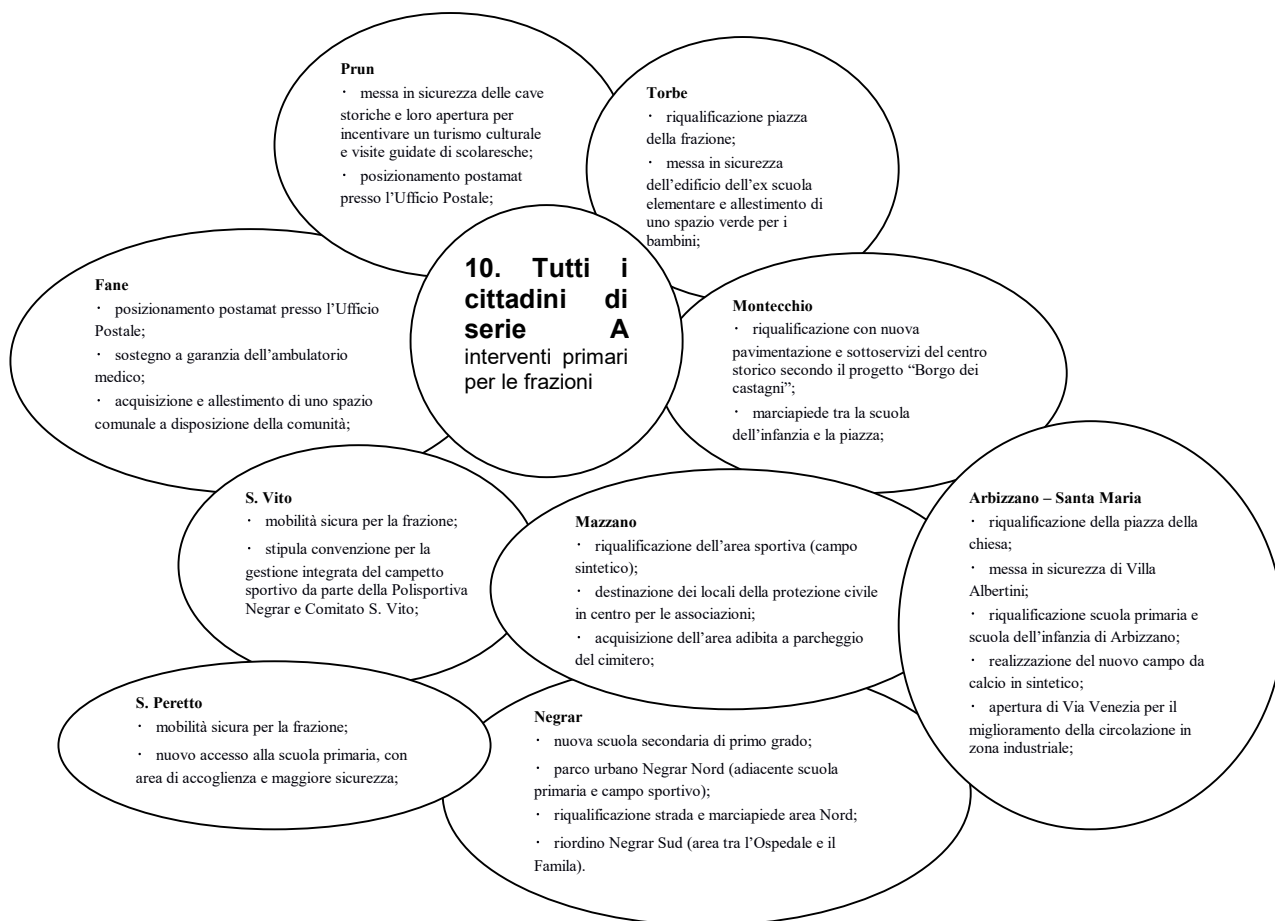 Prun
· messa in sicurezza delle cave
storiche e loro apertura per
incentivare un turismo culturale
e visite guidate di scolaresche;
· posizionamento postamat
presso l’Ufficio Postale;
Torbe
· riqualificazione piazza
della frazione;
· messa in sicurezza
dell’edificio dell’ex scuola
elementare e allestimento di
uno spazio verde per i
bambini;
10. Tutti i
cittadini di
serie A
interventi primari
per le frazioni
Fane
· posizionamento postamat presso l’Ufficio
Postale;
· sostegno a garanzia dell’ambulatorio
medico;
· acquisizione e allestimento di uno spazio
comunale a disposizione della comunità;
Montecchio
· riqualificazione con nuova
pavimentazione e sottoservizi del centro
storico secondo il progetto “Borgo dei
castagni”;
· marciapiede tra la scuola
dell’infanzia e la piazza;
S. Vito
· mobilità sicura per la frazione;
· stipula convenzione per la
gestione integrata del campetto
sportivo da parte della Polisportiva
Negrar e Comitato S. Vito;
Mazzano
· riqualificazione dell’area sportiva (campo
sintetico);
· destinazione dei locali della protezione civile
in centro per le associazioni;
· acquisizione dell’area adibita a parcheggio
del cimitero;
Arbizzano – Santa Maria
· riqualificazione della piazza della
chiesa;
· messa in sicurezza di Villa
Albertini;
· riqualificazione scuola primaria e
scuola dell’infanzia di Arbizzano;
· realizzazione del nuovo campo da
calcio in sintetico;
· apertura di Via Venezia per il
miglioramento della circolazione in
zona industriale;
S. Peretto
· mobilità sicura per la frazione;
· nuovo accesso alla scuola primaria, con
area di accoglienza e maggiore sicurezza;
Negrar
· nuova scuola secondaria di primo grado;
· parco urbano Negrar Nord (adiacente scuola
primaria e campo sportivo);
· riqualificazione strada e marciapiede area Nord;
· riordino Negrar Sud (area tra l’Ospedale e il
Famila).